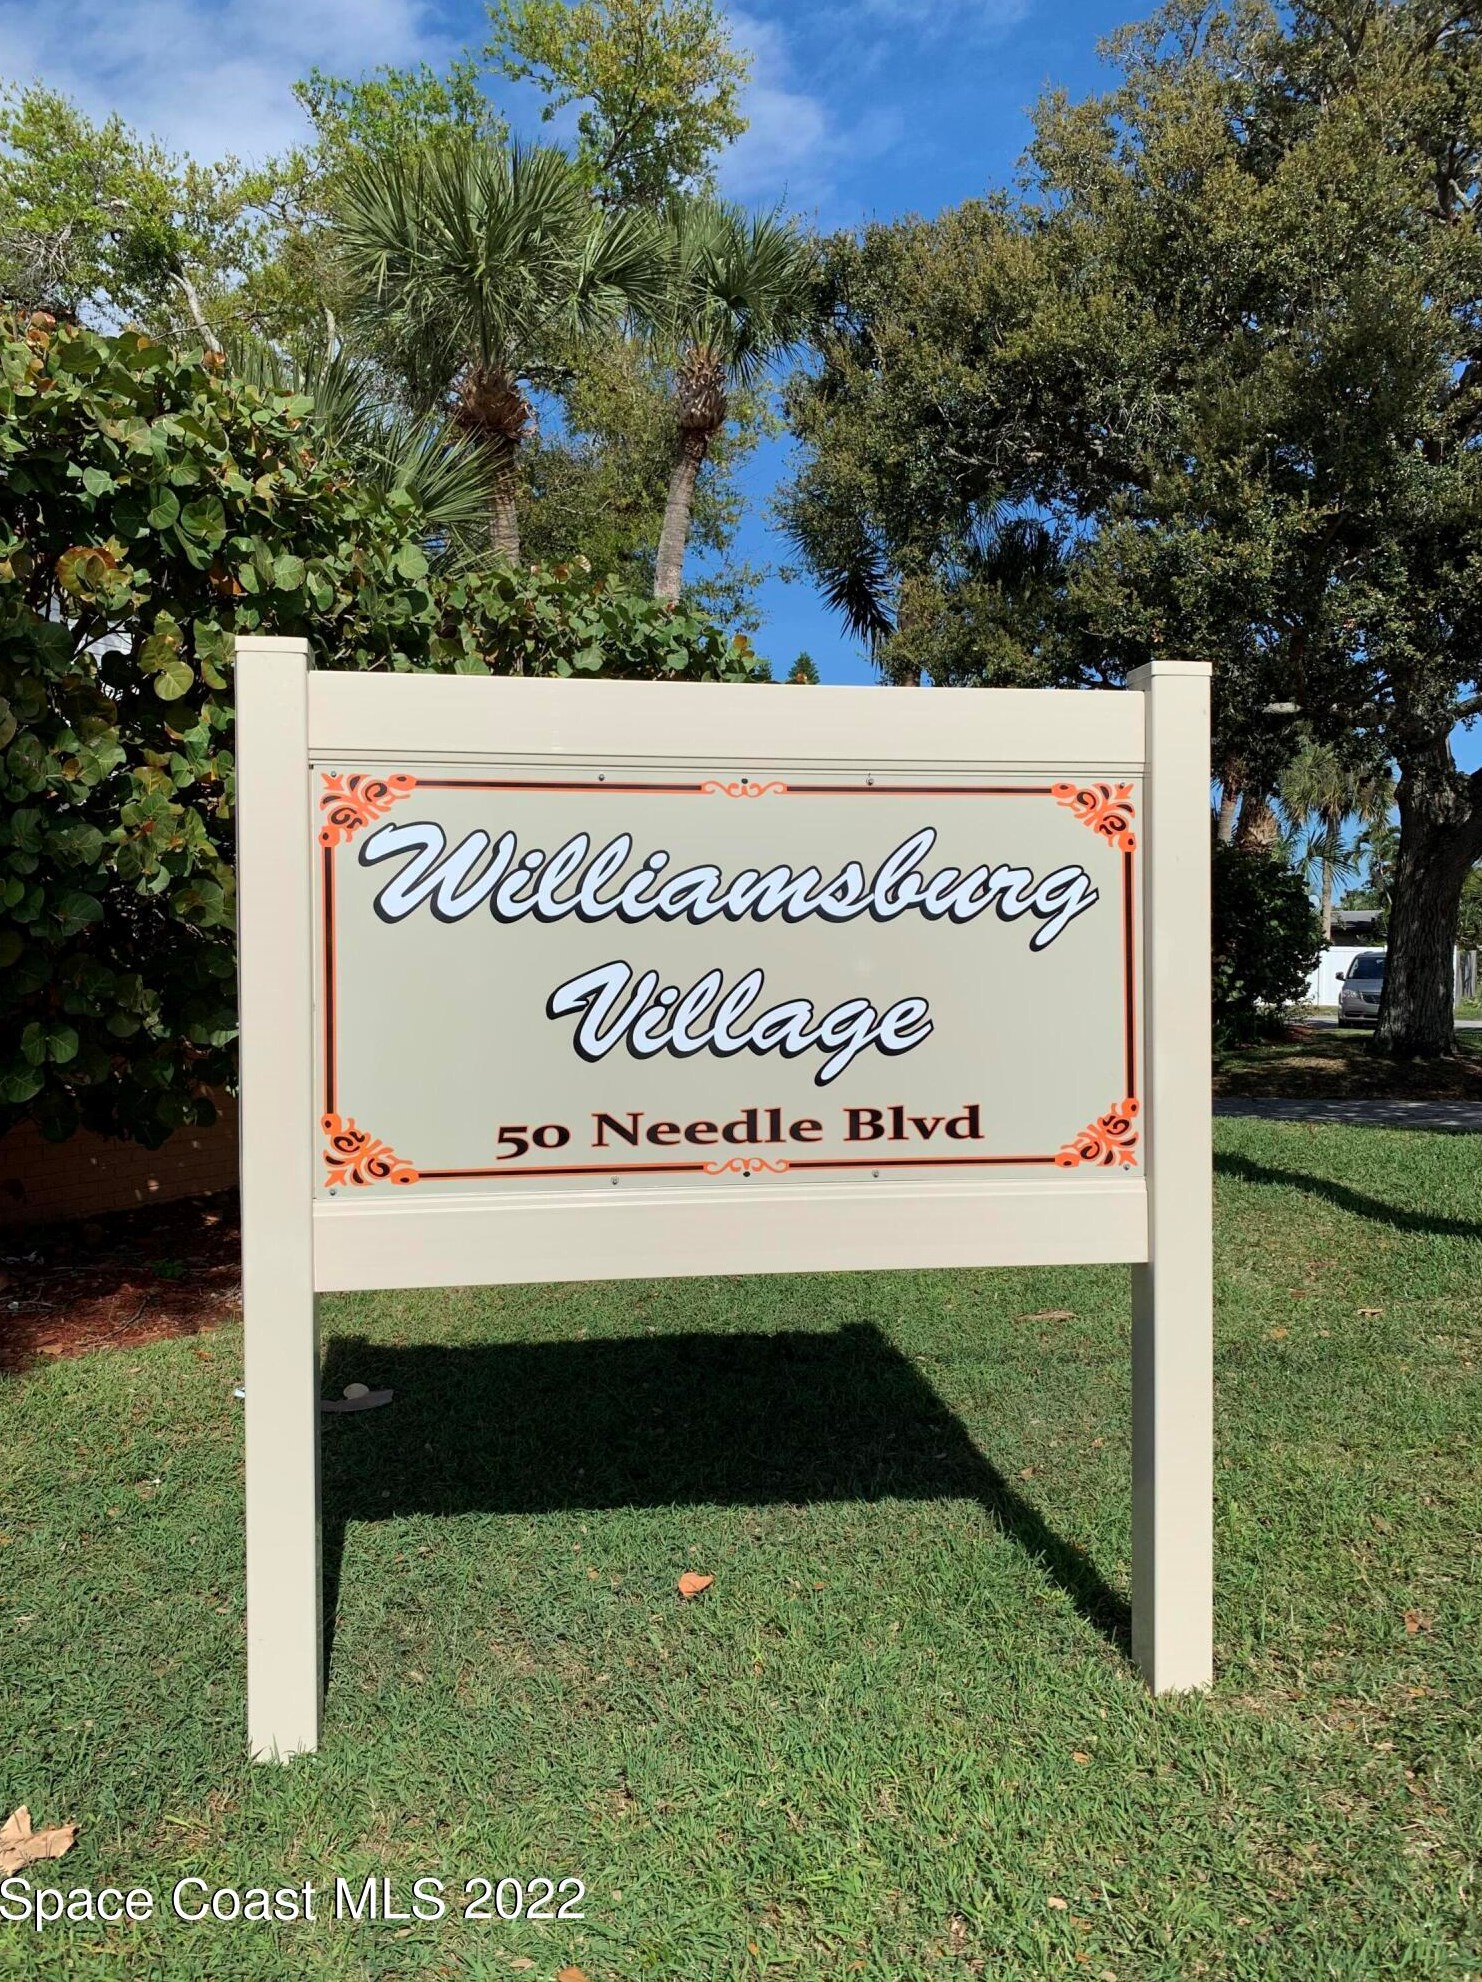 Williamsburg
Village
50 Needle Blvd
Space Coast MLS 2022